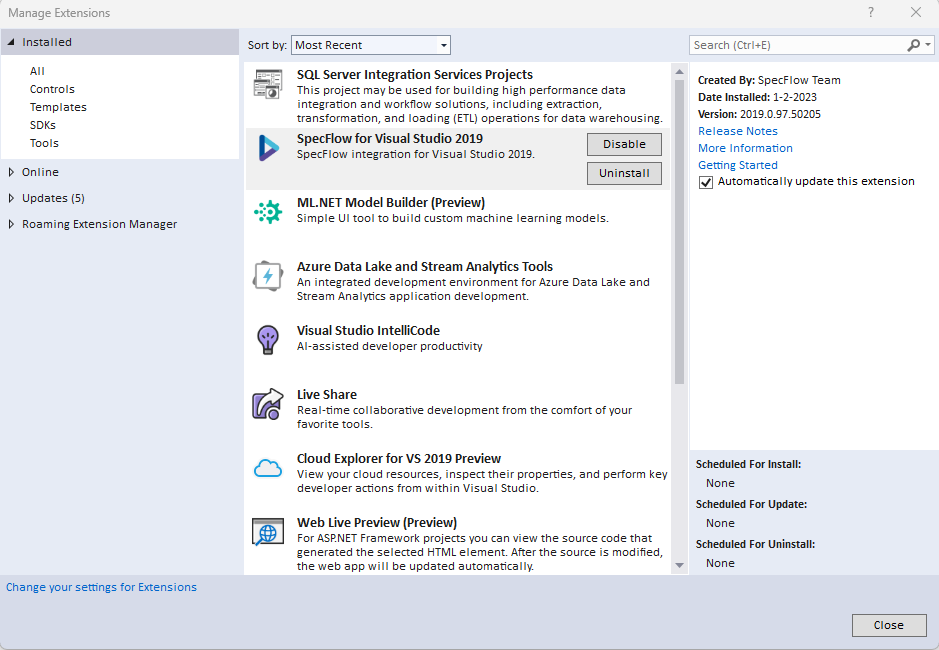 Manage Extensions
?
Installed
All
Controls
Templates
SDKs
Tools
Online
Updates (5)
Roaming Extension Manager
Sort by: Most Recent
SQL Server Integration Services Projects
This project may be used for building high performance data
integration and workflow solutions, including extraction,
transformation, and loading (ETL) operations for data warehousing.
SpecFlow for Visual Studio 2019
SpecFlow integration for Visual Studio 2019.
Disable
Uninstall
ML.NET Model Builder (Preview)
Simple UI tool to build custom machine learning models.
Azure Data Lake and Stream Analytics Tools
An integrated development environment for Azure Data Lake and
Stream Analytics application development.
Visual Studio IntelliCode
AI-assisted developer productivity
Live Share
Real-time collaborative development from the comfort of your
favorite tools.
Cloud Explorer for VS 2019 Preview
View your cloud resources, inspect their properties, and perform key
developer actions from within Visual Studio.
Web Live Preview (Preview)
For ASP.NET Framework projects you can view the source code that
generated the selected HTML element. After the source is modified,
the web app will be updated automatically.
Search (Ctrl+E)
Created By: SpecFlow Team
Date Installed: 1-2-2023
Version: 2019.0.97.50205
Release Notes
More Information
Getting Started
Automatically update this extension
Scheduled For Install:
None
Scheduled For Update:
None
Scheduled For Uninstall:
None
Change your settings for Extensions
Close